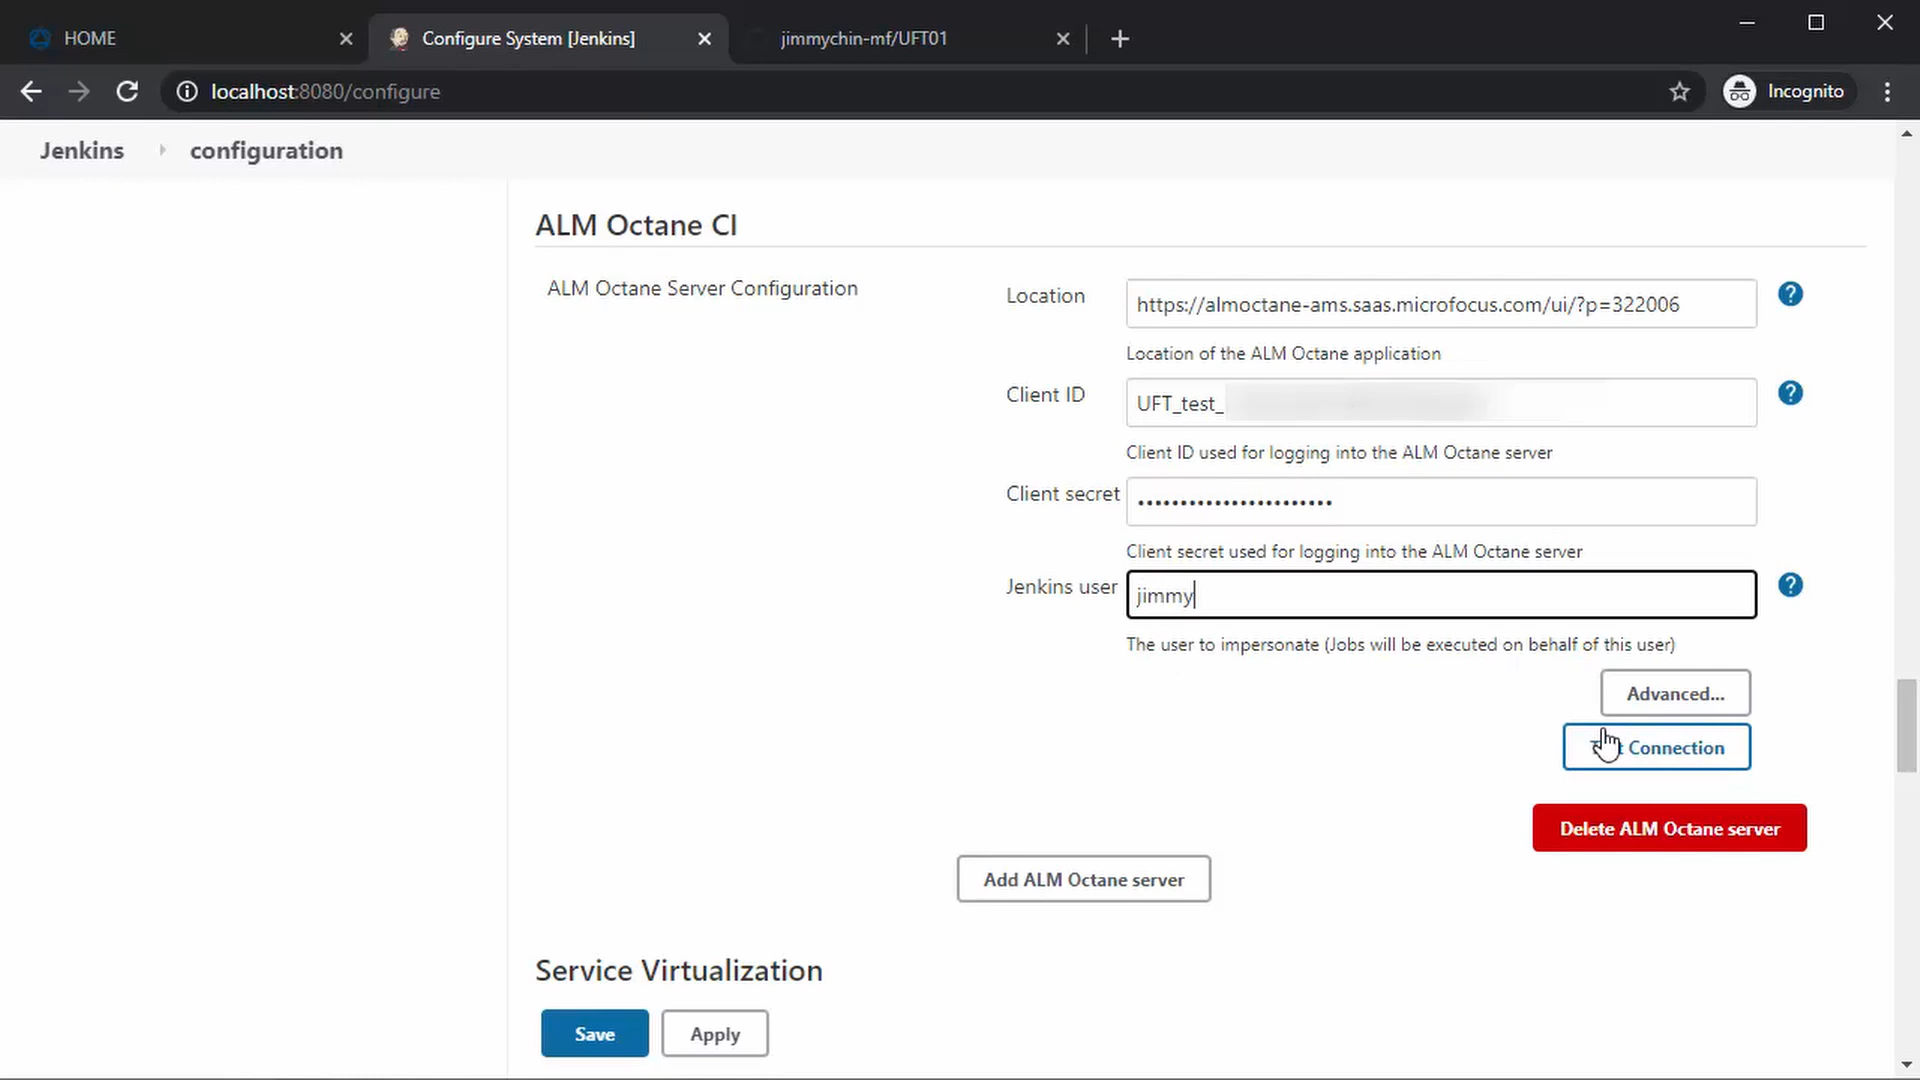 HOME
Configure System [Jenkins]
jimmychin-mf/UFT01
localhost:8080/configure
Incognito
Jenkins
configuration
ALM Octane CI
ALM Octane Server Configuration
Location
https://almoctane-ams.saas.microfocus.com/ui/?p=322006
Location of the ALM Octane application
Client ID
UFT_test_
Client ID used for logging into the ALM Octane server
Client secret
•••••••••••••••••••••••
Client secret used for logging into the ALM Octane server
Jenkins user
jimmy
The user to impersonate (Jobs will be executed on behalf of this user)
Advanced...
Connection
Delete ALM Octane server
Add ALM Octane server
Service Virtualization
Save
Apply